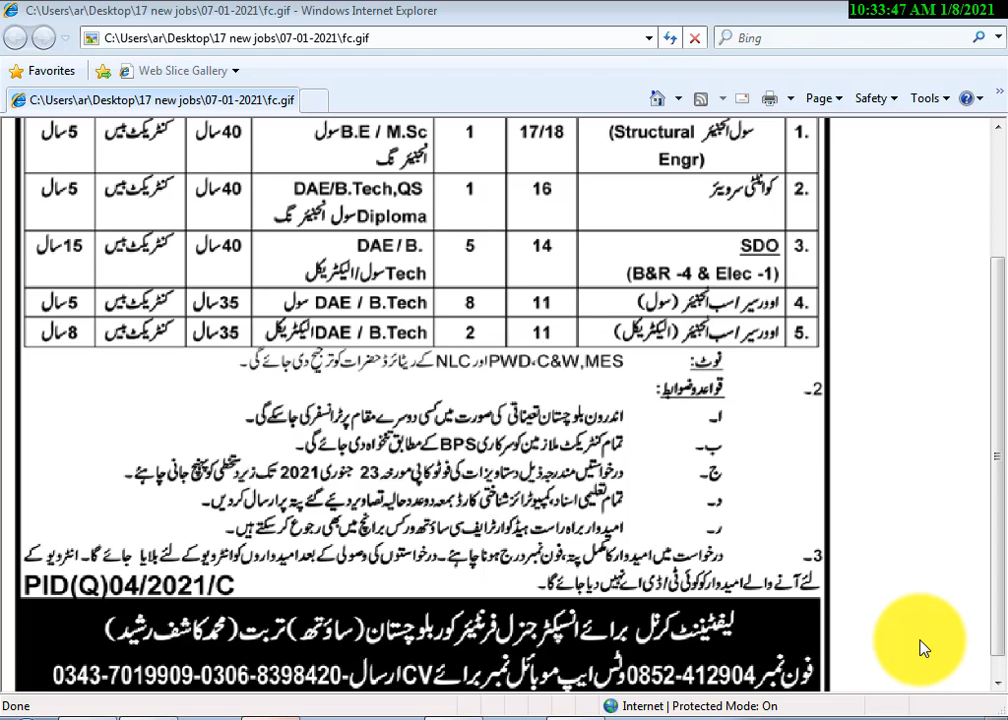 C:\Users\ar\Desktop\17 new jobs\07-01-2021\fc.gif - Windows Internet Explorer
10:33:47 AM 1/8/2021
C:\Users\ar\Desktop\17 new jobs\07-01-2021\fc.gif
Bing
Favorites
Web Slice Gallery
C:\Users\ar\Desktop\17 new jobs\07-01-2021\fc.gif
Page
Safety
Tools
1. سول انجینئر (Structural Engr) 17/18 1 B.E / M.Sc سول انجینئرنگ 40 سال کنٹریکٹ بیس 5 سال
2. کوانٹٹی سرویئر 16 1 DAE/B.Tech,QS Diploma سول انجینئرنگ 40 سال کنٹریکٹ بیس 5 سال
3. SDO (B&R -4 & Elec -1) 14 5 DAE / B. Tech سول/الیکٹریکل 40 سال کنٹریکٹ بیس 15 سال
4. اوورسیر/سب انجینئر (سول) 11 8 DAE / B.Tech سول 35 سال کنٹریکٹ بیس 5 سال
5. اوورسیر/سب انجینئر (الیکٹریکل) 11 2 DAE / B.Tech الیکٹریکل 35 سال کنٹریکٹ بیس 8 سال
نوٹ: PWD،C&W,MES اور NLC کے ریٹائرڈ حضرات کو ترجیح دی جائے گی۔
2۔ قواعد و ضوابط:
ا۔ اندرون بلوچستان تعیناتی کی صورت میں کسی دوسرے مقام پر ٹرانسفر کی جاسکے گی۔
ب۔ تمام کنٹریکٹ ملازمین کو سرکاری BPS کے مطابق تنخواہ دی جائے گی۔
ج۔ درخواستیں مندرجہ ذیل دستاویزات کی فوٹو کاپی مورخہ 23 جنوری 2021 تک زیر دستخطی کو پہنچ جانی چاہئے۔
د۔ تمام تعلیمی اسناد، کمپیوٹرائز شناختی کارڈ بمعہ دو عدد حالیہ تصاویر دیئے گئے پتہ پر ارسال کردیں۔
ر۔ امیدوار براہ راست ہیڈ کوارٹر ایف سی ساؤتھ ورکس برانچ میں بھی رجوع کرسکتے ہیں۔
3۔ درخواست میں امیدوار کا مکمل پتہ، فون نمبر درج ہونا چاہئے۔ درخواستوں کی وصولی کے بعد امیدواروں کو انٹرویو کے لئے بلایا جائے گا۔ انٹرویو کے
لئے آنے والے امیدوار کو کوئی ٹی/ڈی اے نہیں دیا جائے گا۔
PID(Q)04/2021/C
لیفٹیننٹ کرنل برائے انسپکٹر جنرل فرنٹیئر کور بلوچستان (ساؤتھ) تربت (محمد کاشف رشید)
فون نمبر 0852-412904 وٹس ایپ موبائل نمبر برائے CV ارسال۔ 0306-8398420-0343-7019909
Done
Internet | Protected Mode: On